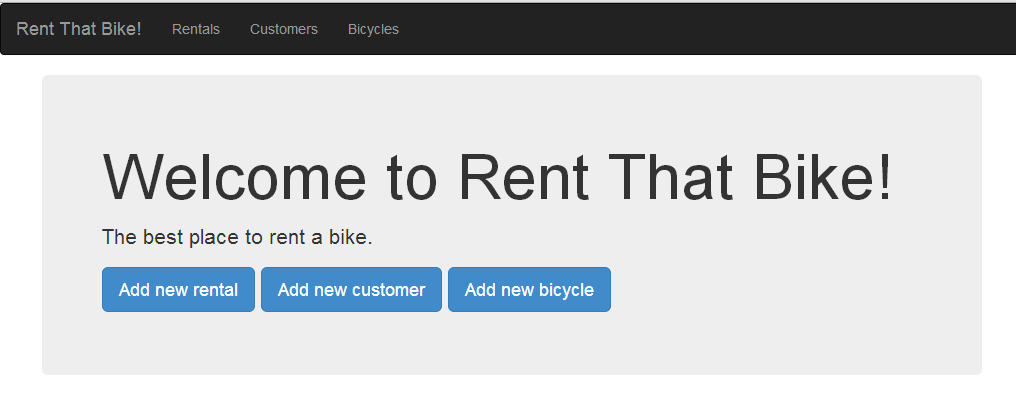 Rent That Bike! Rentals Customers Bicycles
Welcome to Rent That Bike!
The best place to rent a bike.
Add new rental Add new customer Add new bicycle